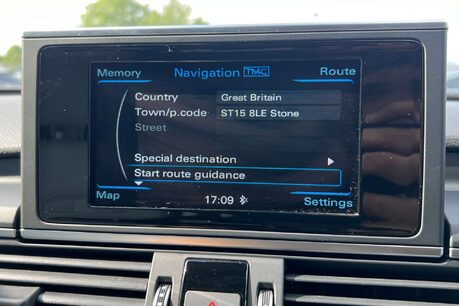 Memory Navigation TMC Route
Country Great Britain
Town/p.code ST15 8LE Stone
Street
Special destination
Start route guidance
Map 17:09 Settings